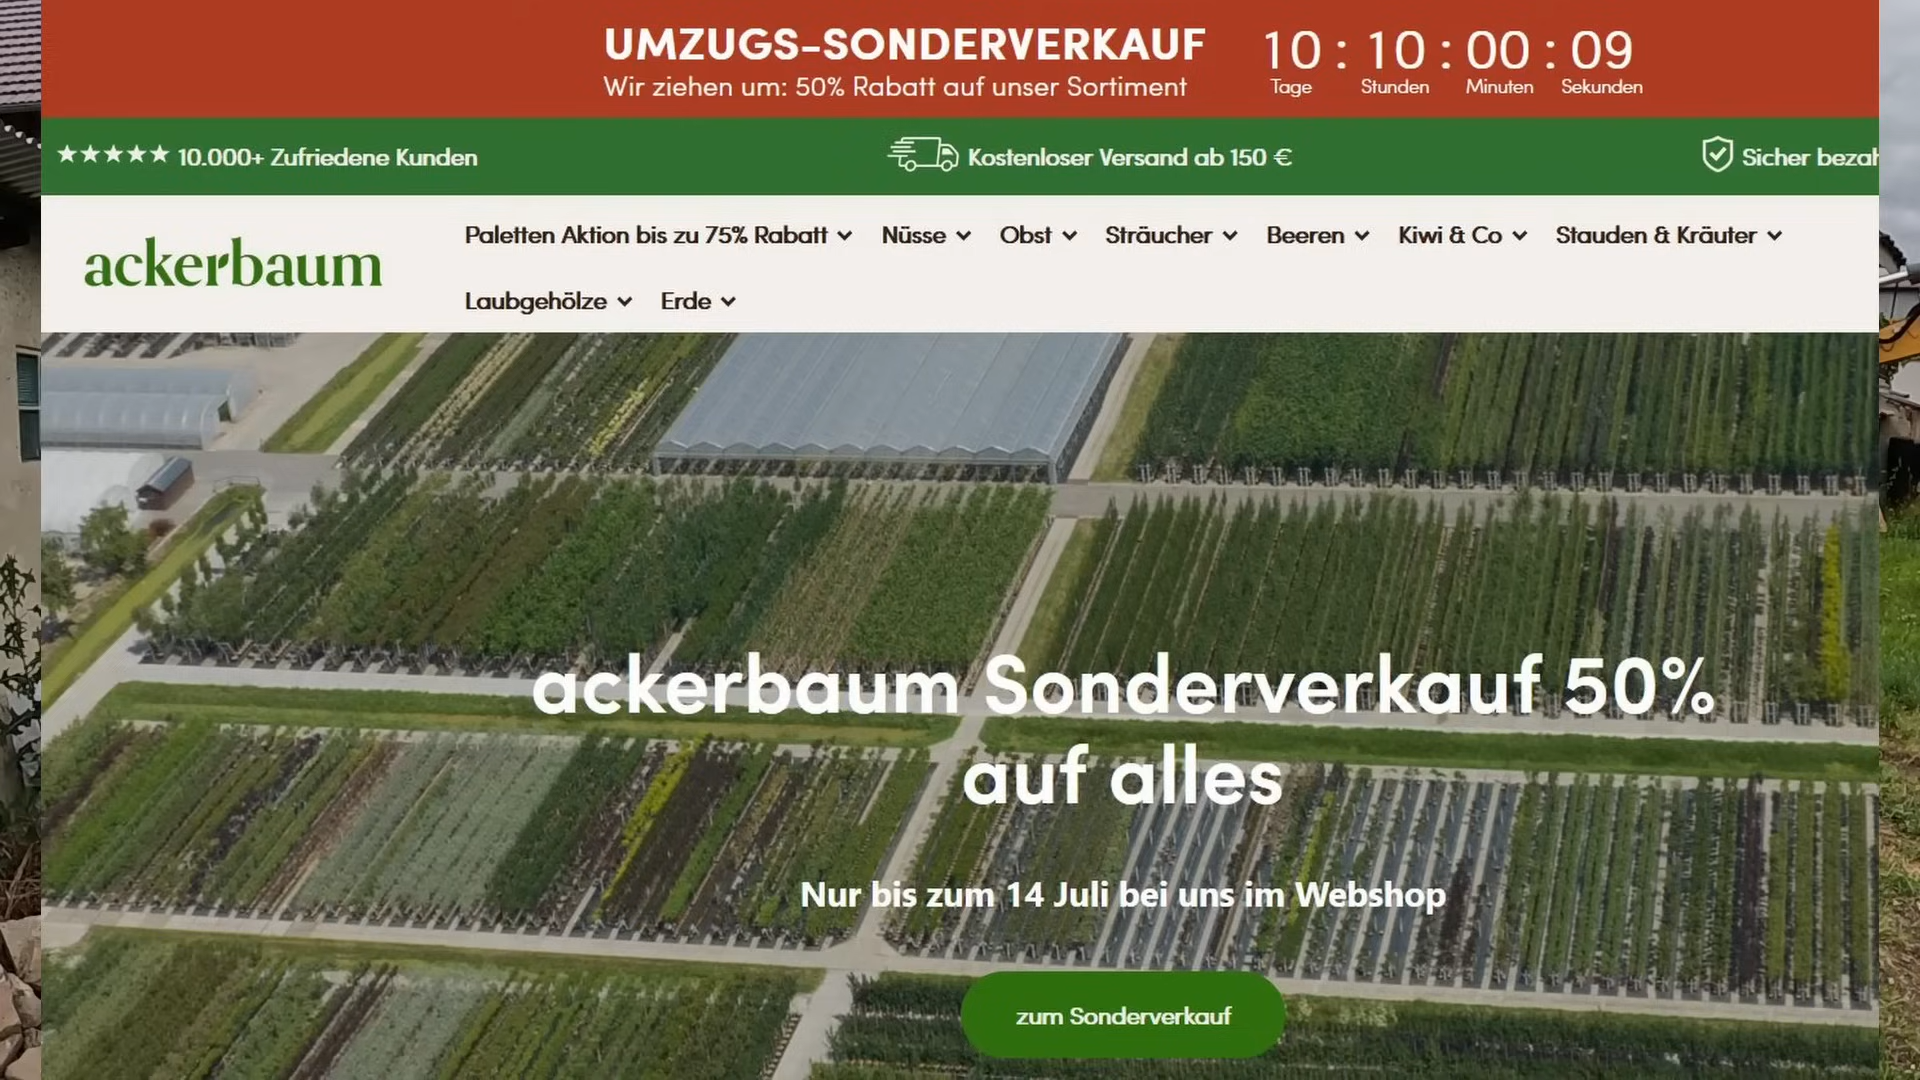 UMZUGS-SONDERVERKAUF
Wir ziehen um: 50% Rabatt auf unser Sortiment
10 : 10 : 00 : 09
Tage Stunden Minuten Sekunden
★★★★★ 10.000+ Zufriedene Kunden
Kostenloser Versand ab 150 €
Sicher bezah
ackerbaum
Paletten Aktion bis zu 75% Rabatt Nüsse Obst Sträucher Beeren Kiwi & Co Stauden & Kräuter
Laubgehölze Erde
ackerbaum Sonderverkauf 50%
auf alles
Nur bis zum 14 Juli bei uns im Webshop
zum Sonderverkauf